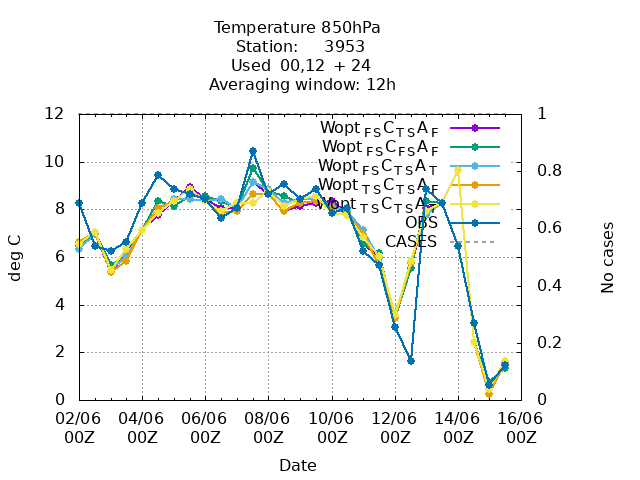 Temperature 850hPa
Station: 3953
Used 00,12 + 24
Averaging window: 12h
12 1
Wopt FS C TS A F
Wopt FS C FS A F
10
Wopt FS C TS A T
0.8
Wopt TS C TS A
8
Wopt TS C TS A
OBS
0.6
CASES
deg C
No cases
6
4
0.4
2
0.2
0 0
02/06 04/06 06/06 08/06 10/06 12/06 14/06 16/06
00Z 00Z 00Z 00Z 00Z 00Z 00Z 00Z
Date